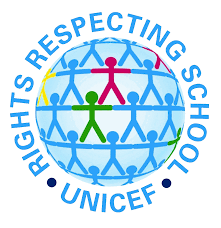 RIGHTS RESPECTING SCHOOL
UNICEF